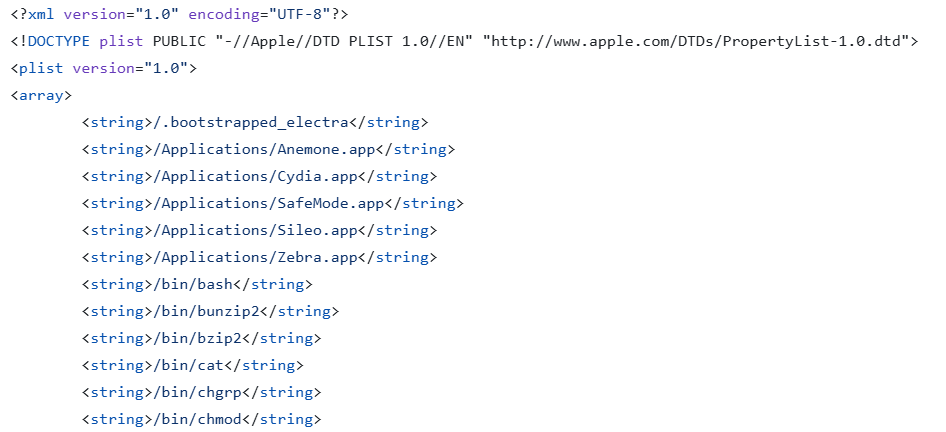 <?xml version="1.0" encoding="UTF-8"?>
<!DOCTYPE plist PUBLIC "-//Apple//DTD PLIST 1.0//EN" "http://www.apple.com/DTDs/PropertyList-1.0.dtd">
<plist version="1.0">
<array>
	<string>/.bootstrapped_electra</string>
	<string>/Applications/Anemone.app</string>
	<string>/Applications/Cydia.app</string>
	<string>/Applications/SafeMode.app</string>
	<string>/Applications/Sileo.app</string>
	<string>/Applications/Zebra.app</string>
	<string>/bin/bash</string>
	<string>/bin/bunzip2</string>
	<string>/bin/bzip2</string>
	<string>/bin/cat</string>
	<string>/bin/chgrp</string>
	<string>/bin/chmod</string>